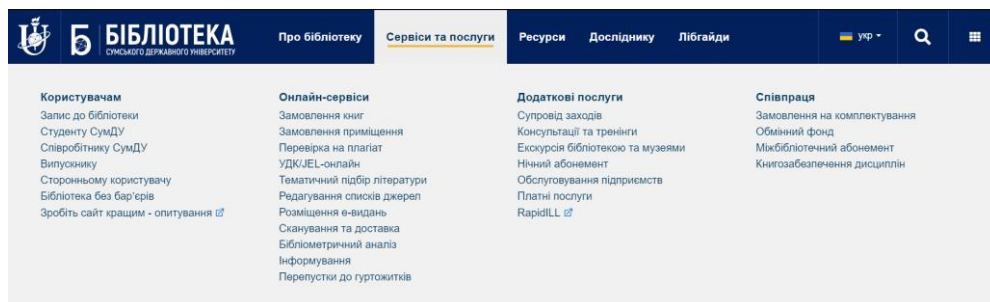 БІБЛІОТЕКА
СУМСЬКОГО ДЕРЖАВНОГО УНІВЕРСИТЕТУ
Про бібліотеку
Сервіси та послуги
Ресурси
Досліднику
Лібгайди
укр
Користувачам
Запис до бібліотеки
Студенту СумДУ
Співробітнику СумДУ
Випускнику
Сторонньому користувачу
Бібліотека без бар'єрів
Зробіть сайт кращим - опитування
Онлайн-сервіси
Замовлення книг
Замовлення приміщення
Перевірка на плагіат
УДК/JEL-онлайн
Тематичний підбір літератури
Редагування списків джерел
Розміщення е-видань
Сканування та доставка
Бібліометричний аналіз
Інформування
Перепустки до гуртожитків
Додаткові послуги
Супровід заходів
Консультації та тренінги
Екскурсія бібліотекою та музеями
Нічний абонемент
Обслуговування підприємств
Платні послуги
RapidILL
Співпраця
Замовлення на комплектування
Обмінний фонд
Міжбібліотечний абонемент
Книгозабезпечення дисциплін